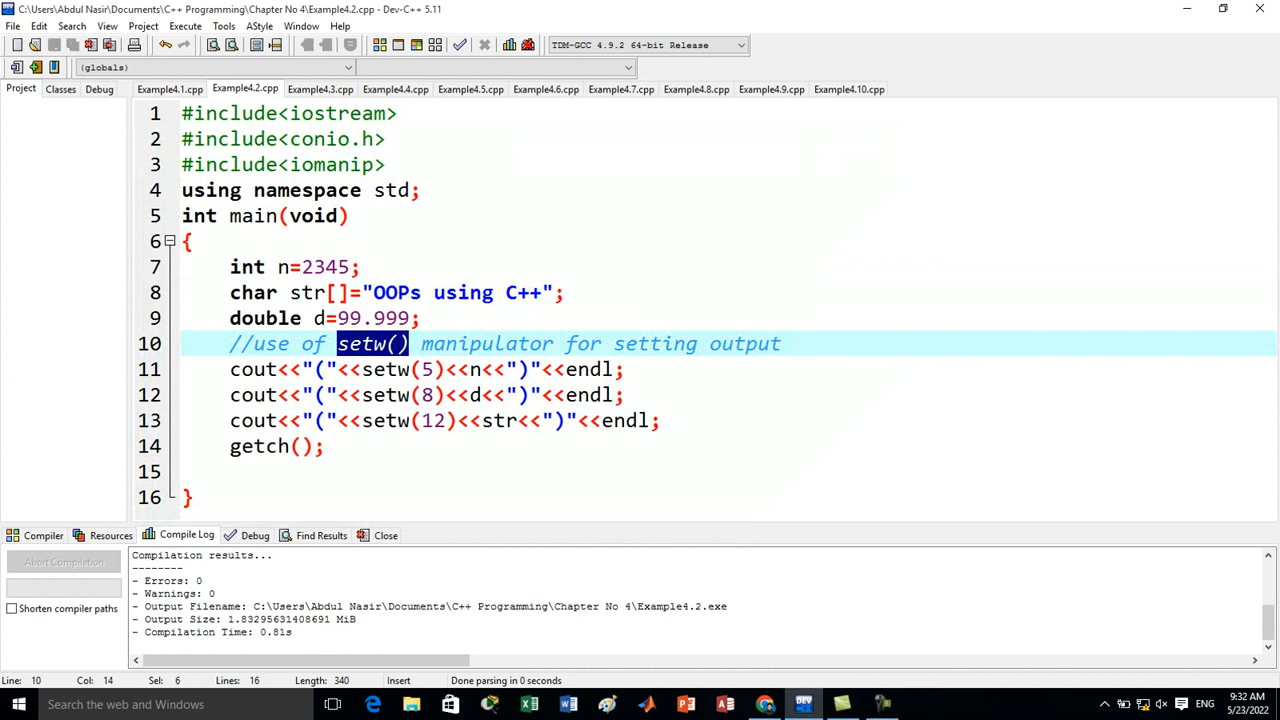 C:\Users\Abdul Nasir\Documents\C++ Programming\Chapter No 4\Example4.2.cpp - Dev-C++ 5.11
File Edit Search View Project Execute Tools AStyle Window Help
TDM-GCC 4.9.2 64-bit Release
(globals)
Project Classes Debug Example4.1.cpp Example4.2.cpp Example4.3.cpp Example4.4.cpp Example4.5.cpp Example4.6.cpp Example4.7.cpp Example4.8.cpp Example4.9.cpp Example4.10.cpp
1 #include<iostream>
2 #include<conio.h>
3 #include<iomanip>
4 using namespace std;
5 int main(void)
6 {
7 int n=2345;
8 char str[]="OOPs using C++";
9 double d=99.999;
10 //use of setw() manipulator for setting output
11 cout<<"("<<setw(5)<<n<<")"<<endl;
12 cout<<"("<<setw(8)<<d<<")"<<endl;
13 cout<<"("<<setw(12)<<str<<")"<<endl;
14 getch();
15
16 }
Compiler Resources Compile Log Debug Find Results Close
Abort Compilation
Shorten compiler paths
Compilation results...
--------
- Errors: 0
- Warnings: 0
- Output Filename: C:\Users\Abdul Nasir\Documents\C++ Programming\Chapter No 4\Example4.2.exe
- Output Size: 1.83295631408691 MiB
- Compilation Time: 0.81s
Line: 10 Col: 14 Sel: 6 Lines: 16 Length: 340 Insert Done parsing in 0 seconds
Search the web and Windows
ENG
9:32 AM
5/23/2022